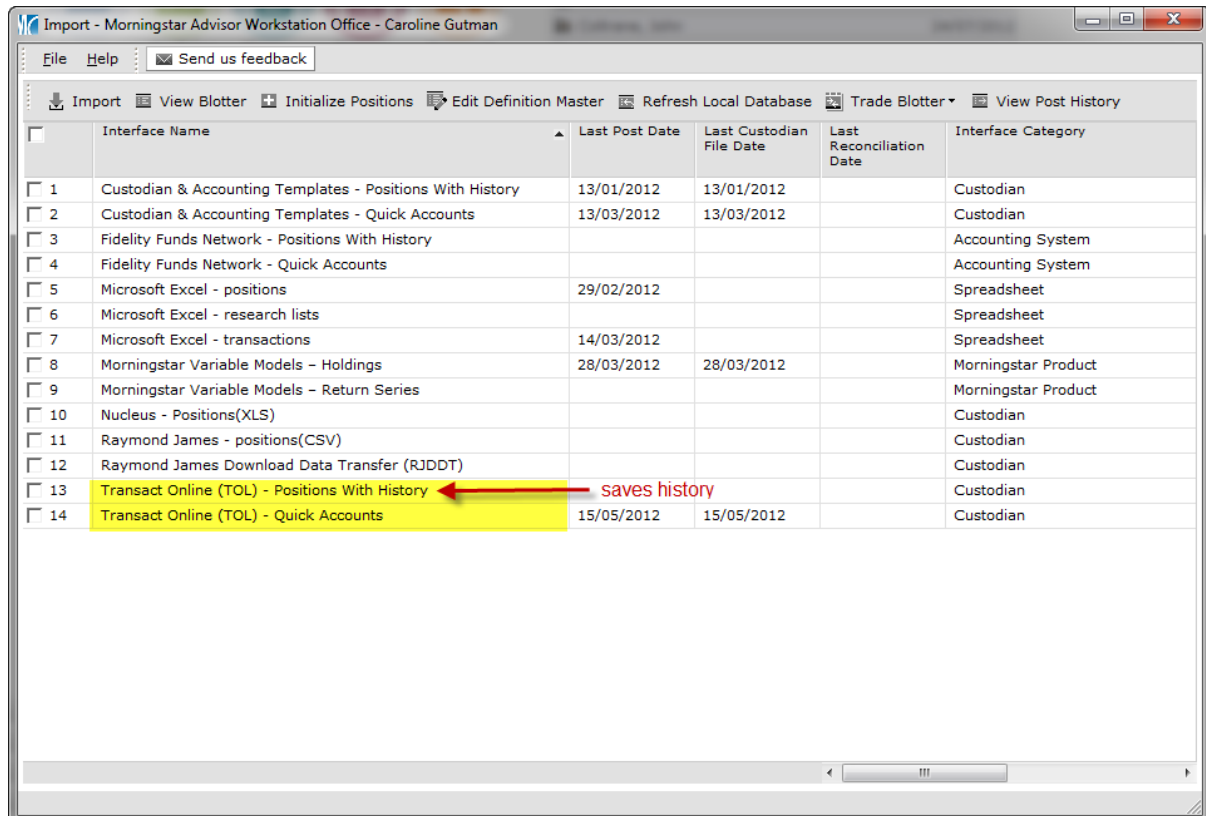 Import - Morningstar Advisor Workstation Office - Caroline Gutman
File Help Send us feedback
Import View Blotter Initialize Positions Edit Definition Master Refresh Local Database Trade Blotter View Post History
Interface Name Last Post Date Last Custodian File Date Last Reconciliation Date Interface Category
1 Custodian & Accounting Templates - Positions With History 13/01/2012 13/01/2012 Custodian
2 Custodian & Accounting Templates - Quick Accounts 13/03/2012 13/03/2012 Custodian
3 Fidelity Funds Network - Positions With History Accounting System
4 Fidelity Funds Network - Quick Accounts Accounting System
5 Microsoft Excel - positions 29/02/2012 Spreadsheet
6 Microsoft Excel - research lists Spreadsheet
7 Microsoft Excel - transactions 14/03/2012 Spreadsheet
8 Morningstar Variable Models – Holdings 28/03/2012 28/03/2012 Morningstar Product
9 Morningstar Variable Models – Return Series Morningstar Product
10 Nucleus - Positions(XLS) Custodian
11 Raymond James - positions(CSV) Custodian
12 Raymond James Download Data Transfer (RJDDT) Custodian
13 Transact Online (TOL) - Positions With History saves history Custodian
14 Transact Online (TOL) - Quick Accounts 15/05/2012 15/05/2012 Custodian